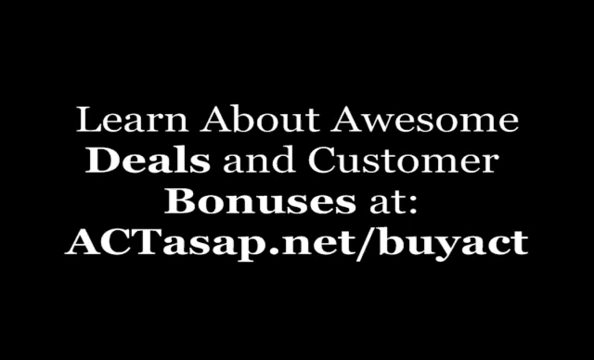 Learn About Awesome
Deals and Customer
Bonuses at:
ACTasap.net/buyact